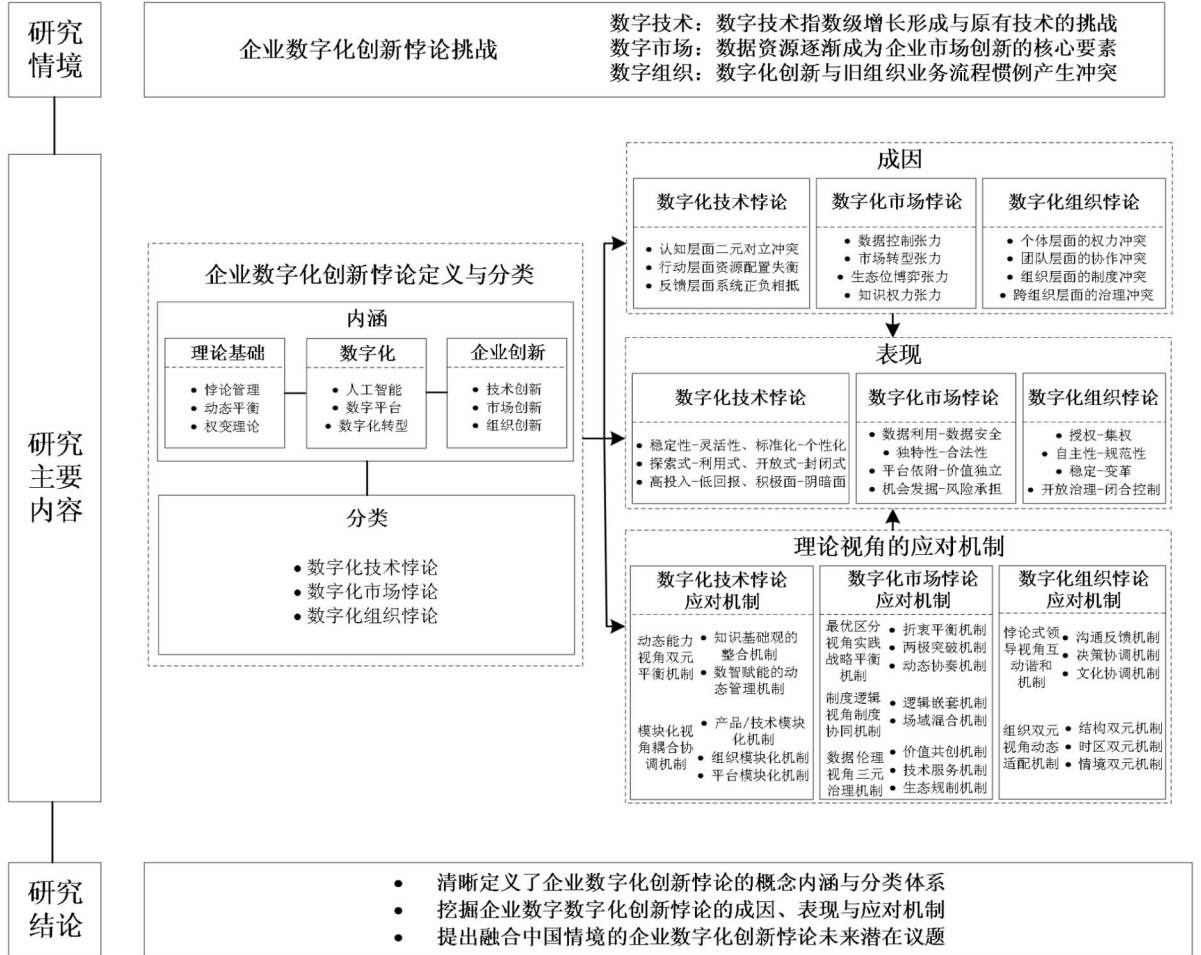 研究
情境
企业数字化创新悖论挑战
数字技术：数字技术指数级增长形成与原有技术的挑战
数字市场：数据资源逐渐成为企业市场创新的核心要素
数字组织：数字化创新与旧组织业务流程惯例产生冲突
研究
主要
内容
企业数字化创新悖论定义与分类
内涵
理论基础
● 悖论管理
● 动态平衡
● 权变理论
数字化
● 人工智能
● 数字平台
● 数字化转型
企业创新
● 技术创新
● 市场创新
● 组织创新
分类
● 数字化技术悖论
● 数字化市场悖论
● 数字化组织悖论
成因
数字化技术悖论
● 认知层面二元对立冲突
● 行动层面资源配置失衡
● 反馈层面系统正负相抵
数字化市场悖论
● 数据控制张力
● 市场转型张力
● 生态位博弈张力
● 知识权力张力
数字化组织悖论
● 个体层面的权力冲突
● 团队层面的协作冲突
● 组织层面的制度冲突
● 跨组织层面的治理冲突
表现
数字化技术悖论
● 稳定性-灵活性、标准化-个性化
● 探索式-利用式、开放式-封闭式
● 高投入-低回报、积极面-阴暗面
数字化市场悖论
● 数据利用-数据安全
● 独特性-合法性
● 平台依附-价值独立
● 机会发掘-风险承担
数字化组织悖论
● 授权-集权
● 自主性-规范性
● 稳定-变革
● 开放治理-闭合控制
理论视角的应对机制
数字化技术悖论
应对机制
动态能力
视角双元
平衡机制
● 知识基础观的
整合机制
● 数智赋能的动
态管理机制
模块化视
角耦合协
调机制
● 产品/技术模块
化机制
● 组织模块化机制
● 平台模块化机制
数字化市场悖论
应对机制
最优区分
视角实践
战略平衡
机制
● 折衷平衡机制
● 两极突破机制
● 动态协奏机制
制度逻辑
视角制度
协同机制
● 逻辑嵌套机制
● 场域混合机制
数据伦理
视角三元
治理机制
● 价值共创机制
● 技术服务机制
● 生态规制机制
数字化组织悖论
应对机制
悖论式领
导视角互
动谐和
机制
● 沟通反馈机制
● 决策协调机制
● 文化协调机制
组织双元
视角动态
适配机制
● 结构双元机制
● 时区双元机制
● 情境双元机制
研究
结论
● 清晰定义了企业数字化创新悖论的概念内涵与分类体系
● 挖掘企业数字数字化创新悖论的成因、表现与应对机制
● 提出融合中国情境的企业数字化创新悖论未来潜在议题